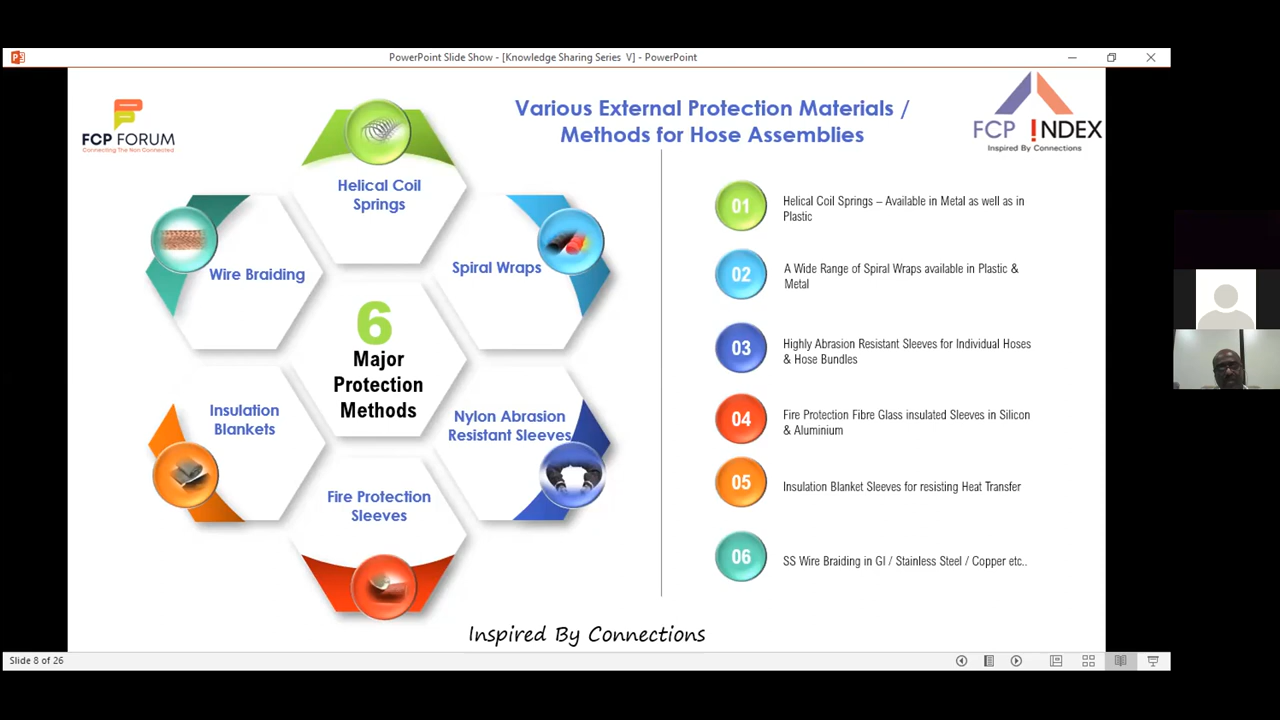 PowerPoint Slide Show - [Knowledge Sharing Series V] - PowerPoint
FCP FORUM
Connecting The Non Connected
Various External Protection Materials /
Methods for Hose Assemblies
FCP !NDEX
Inspired By Connections
Helical Coil
Springs
Wire Braiding
Spiral Wraps
6
Major
Protection
Methods
Insulation
Blankets
Nylon Abrasion
Resistant Sleeves
Fire Protection
Sleeves
01
Helical Coil Springs – Available in Metal as well as in
Plastic
02
A Wide Range of Spiral Wraps available in Plastic &
Metal
03
Highly Abrasion Resistant Sleeves for Individual Hoses
& Hose Bundles
04
Fire Protection Fibre Glass insulated Sleeves in Silicon
& Aluminium
05
Insulation Blanket Sleeves for resisting Heat Transfer
06
SS Wire Braiding in GI / Stainless Steel / Copper etc..
Inspired By Connections
Slide 8 of 26